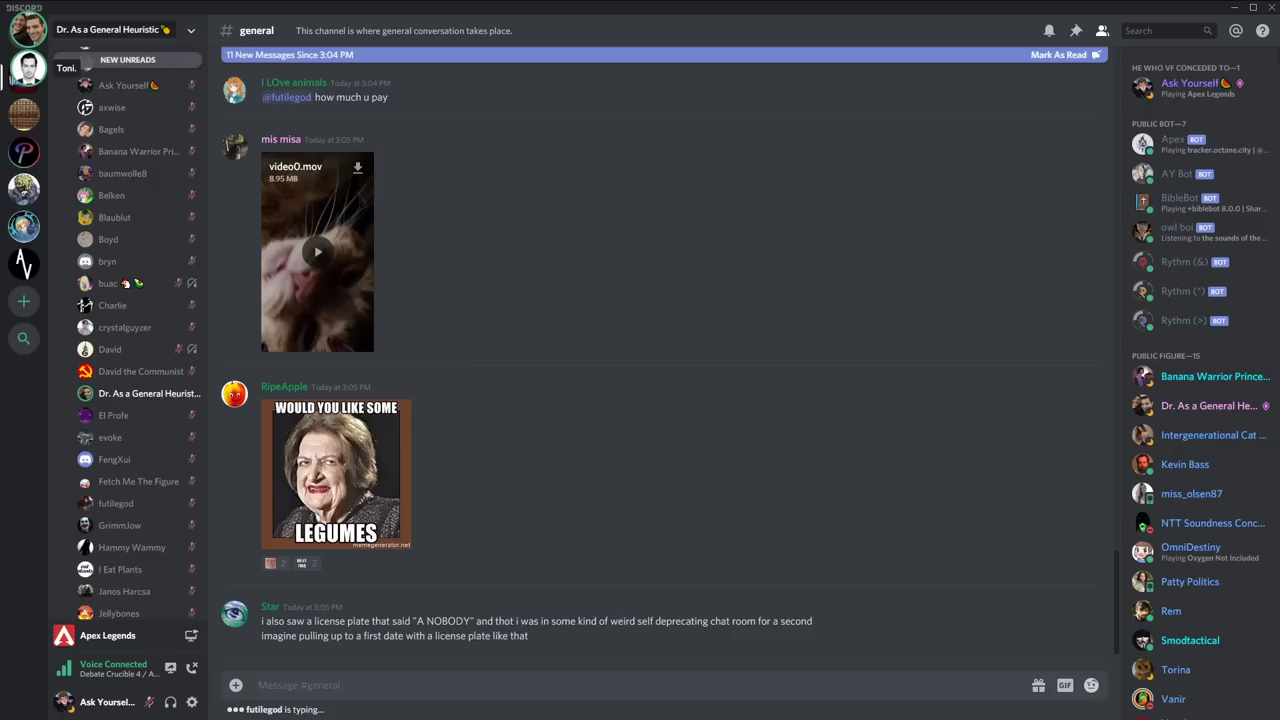 DISCORD
Dr. As a General Heuristic
# general
This channel is where general conversation takes place.
Search
11 New Messages Since 3:04 PM
Mark As Read
Toni.
NEW UNREADS
Ask Yourself
axwise
Bagels
Banana Warrior Pri...
baumwolle8
Belken
Blaublut
Boyd
bryn
buac
Charlie
crystalguyzer
David
David the Communist
Dr. As a General Heurist...
El Profe
evoke
FengXui
Fetch Me The Figure
futilegod
GrimmJow
Hammy Wammy
I Eat Plants
Janos Harcsa
Jellybones
Apex Legends
Voice Connected
Debate Crucible 4 / A...
Ask Yoursel...
I LOve animals Today at 3:04 PM
@futilegod how much u pay
mis misa Today at 3:05 PM
video0.mov
8.95 MB
RipeApple Today at 3:05 PM
WOULD YOU LIKE SOME
LEGUMES
memegenerator.net
2
2
Star Today at 3:05 PM
i also saw a license plate that said "A NOBODY" and thot i was in some kind of weird self deprecating chat room for a second
imagine pulling up to a first date with a license plate like that
Message #general
GIF
futilegod is typing...
HE WHO VF CONCEDED TO—1
Ask Yourself
Playing Apex Legends
PUBLIC BOT—7
Apex BOT
Playing tracker.octane.city | @...
AY Bot BOT
BibleBot BOT
Playing +biblebot 8.0.0 | Shar...
owl boi BOT
Listening to the sounds of the...
Rythm (&) BOT
Rythm (*) BOT
Rythm (>) BOT
PUBLIC FIGURE—15
Banana Warrior Prince...
Dr. As a General He...
Intergenerational Cat ...
Kevin Bass
miss_olsen87
NTT Soundness Conc...
OmniDestiny
Playing Oxygen Not Included
Patty Politics
Rem
Smodtactical
Torina
Vanir